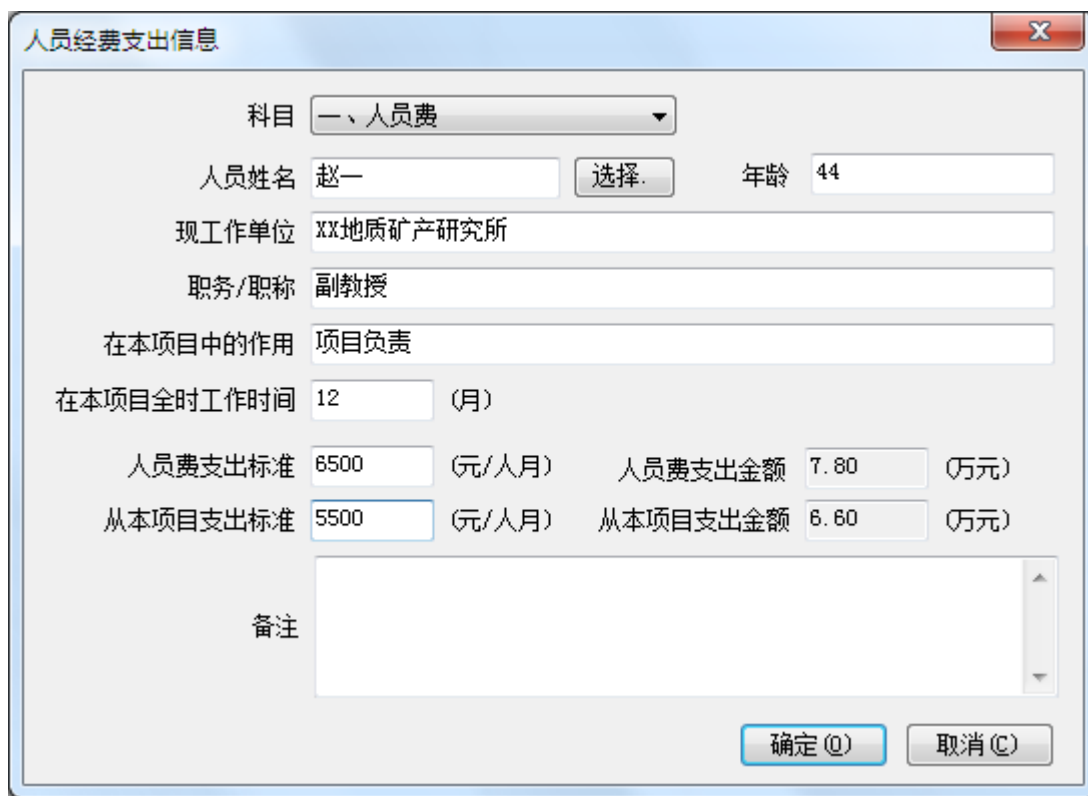 人员经费支出信息
科目 一、人员费
人员姓名 赵一 选择. 年龄 44
现工作单位 XX地质矿产研究所
职务/职称 副教授
在本项目中的作用 项目负责
在本项目全时工作时间 12 (月)
人员费支出标准 6500 (元/人月) 人员费支出金额 7.80 (万元)
从本项目支出标准 5500 (元/人月) 从本项目支出金额 6.60 (万元)
备注
确定(O) 取消(C)